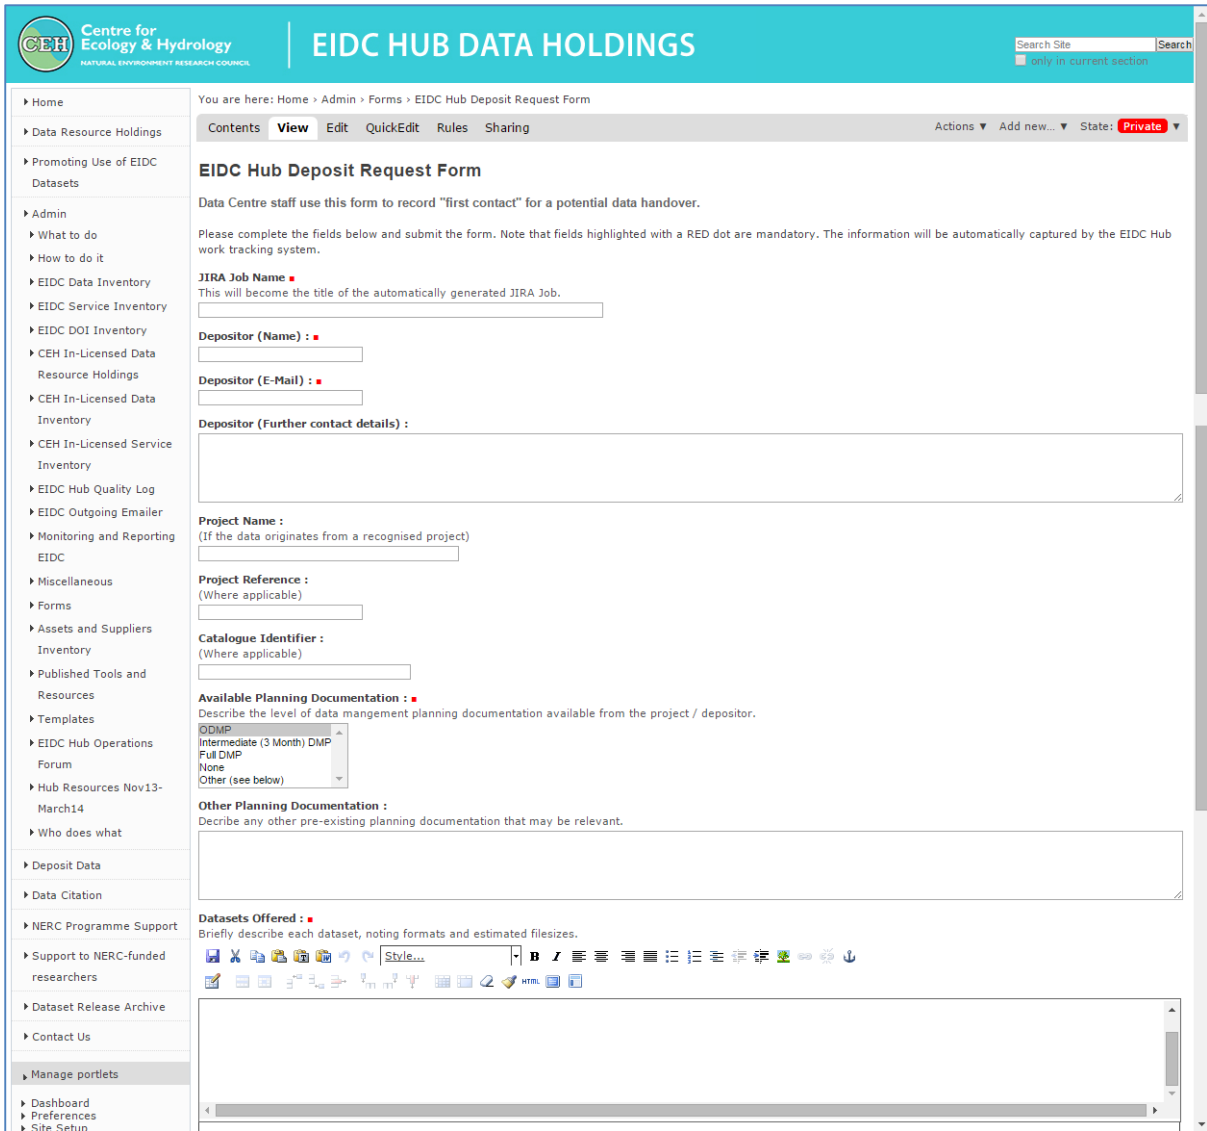 CEH
Centre for
Ecology & Hydrology
NATURAL ENVIRONMENT RESEARCH COUNCIL
EIDC HUB DATA HOLDINGS
Search Site
Search
only in current section
Home
Data Resource Holdings
Promoting Use of EIDC
Datasets
Admin
What to do
How to do it
EIDC Data Inventory
EIDC Service Inventory
EIDC DOI Inventory
CEH In-Licensed Data
Resource Holdings
CEH In-Licensed Data
Inventory
CEH In-Licensed Service
Inventory
EIDC Hub Quality Log
EIDC Outgoing Emailer
Monitoring and Reporting
EIDC
Miscellaneous
Forms
Assets and Suppliers
Inventory
Published Tools and
Resources
Templates
EIDC Hub Operations
Forum
Hub Resources Nov13-
March14
Who does what
Deposit Data
Data Citation
NERC Programme Support
Support to NERC-funded
researchers
Dataset Release Archive
Contact Us
Manage portlets
Dashboard
Preferences
Site Setup
You are here: Home › Admin › Forms › EIDC Hub Deposit Request Form
Contents View Edit QuickEdit Rules Sharing
Actions ▼ Add new... ▼ State: Private ▼
EIDC Hub Deposit Request Form
Data Centre staff use this form to record "first contact" for a potential data handover.
Please complete the fields below and submit the form. Note that fields highlighted with a RED dot are mandatory. The information will be automatically captured by the EIDC Hub
work tracking system.
JIRA Job Name
This will become the title of the automatically generated JIRA Job.
Depositor (Name) :
Depositor (E-Mail) :
Depositor (Further contact details) :
Project Name :
(If the data originates from a recognised project)
Project Reference :
(Where applicable)
Catalogue Identifier :
(Where applicable)
Available Planning Documentation :
Describe the level of data mangement planning documentation available from the project / depositor.
ODMP
Intermediate (3 Month) DMP
Full DMP
None
Other (see below)
Other Planning Documentation :
Decribe any other pre-existing planning documentation that may be relevant.
Datasets Offered :
Briefly describe each dataset, noting formats and estimated filesizes.
Style...
B I
HTML